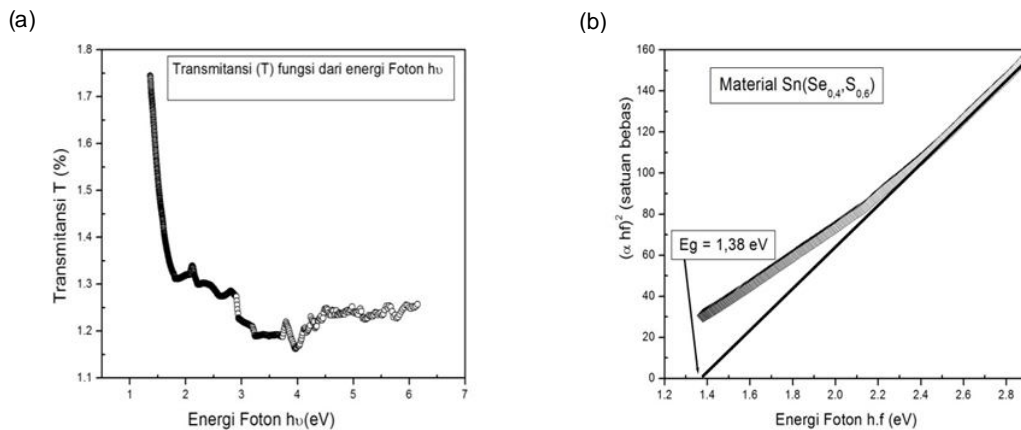 (a)
1.8
1.7
1.6
1.5
1.4
1.3
1.2
1.1
Transmitansi T (%)
Transmitansi (T) fungsi dari energi Foton hυ
1 2 3 4 5 6 7
Energi Foton hυ(eV)
(b)
160
140
120
100
80
60
40
20
0
(α hf)² (satuan bebas)
Material Sn(Se0,4,S0,6)
Eg = 1,38 eV
1.2 1.4 1.6 1.8 2.0 2.2 2.4 2.6 2.8
Energi Foton h.f (eV)